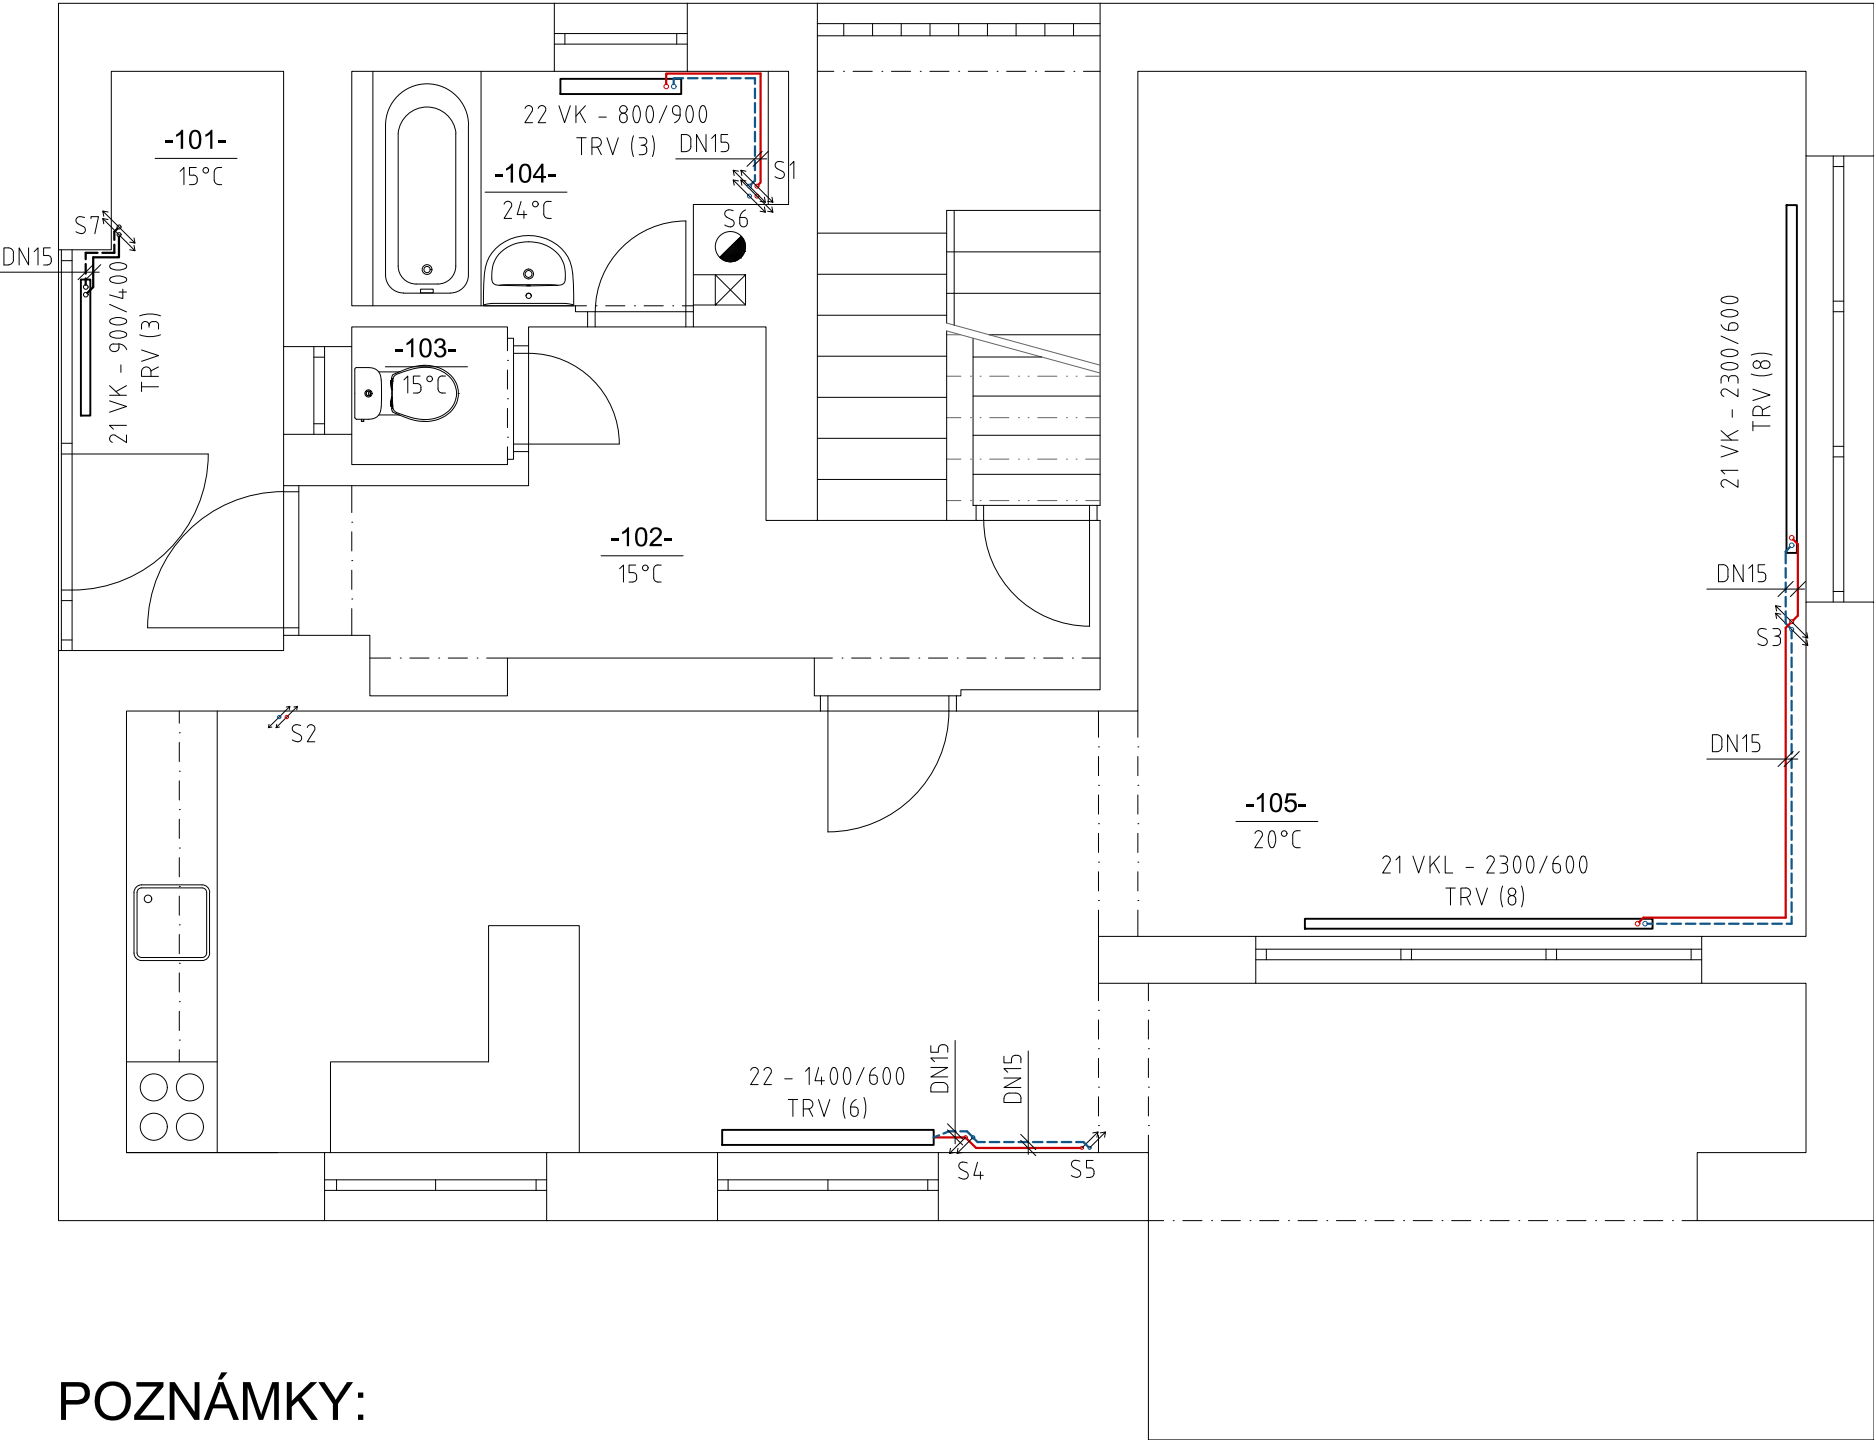 -101-
15°C
22 VK - 800/900
TRV (3)
DN15
S1
-104-
24°C
S6
S7
DN15
21 VK - 900/400
TRV (3)
-103-
15°C
21 VK - 2300/600
TRV (8)
-102-
15°C
DN15
S3
S2
DN15
-105-
20°C
21 VKL - 2300/600
TRV (8)
22 - 1400/600
TRV (6)
DN15
DN15
S4
S5
POZNÁMKY: